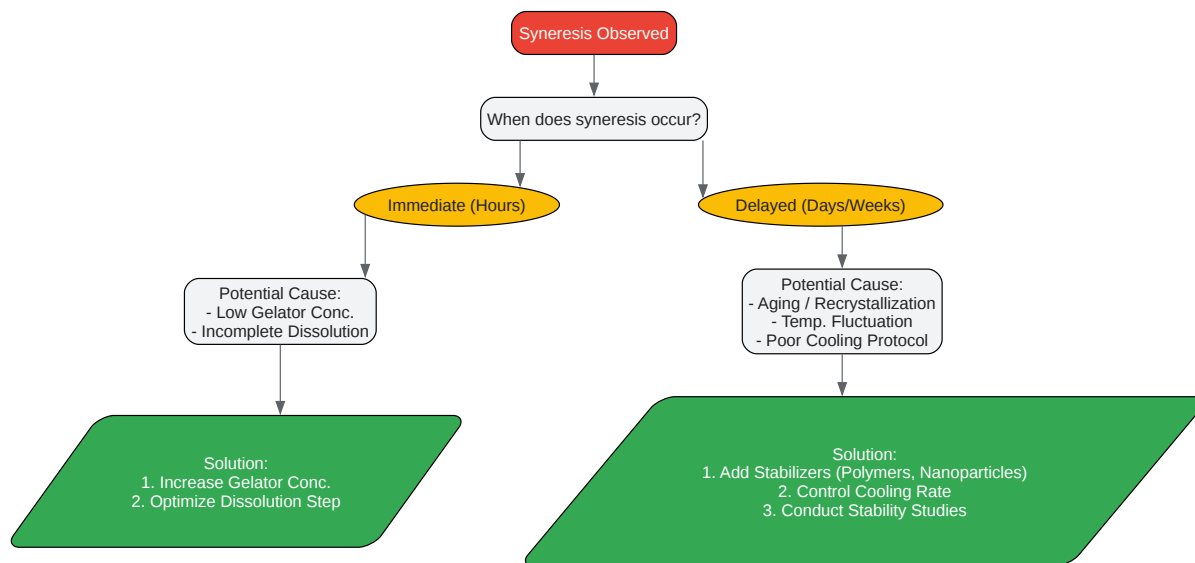 Syneresis Observed
When does syneresis occur?
Immediate (Hours)
Delayed (Days/Weeks)
Potential Cause:
- Low Gelator Conc.
- Incomplete Dissolution
Potential Cause:
- Aging / Recrystallization
- Temp. Fluctuation
- Poor Cooling Protocol
Solution:
1. Increase Gelator Conc.
2. Optimize Dissolution Step
Solution:
1. Add Stabilizers (Polymers, Nanoparticles)
2. Control Cooling Rate
3. Conduct Stability Studies